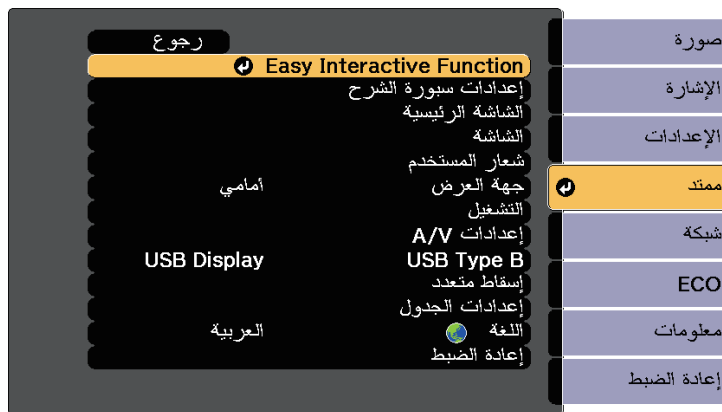 صورة
الإشارة
الإعدادات
ممتد
شبكة
ECO
معلومات
إعادة الضبط
رجوع
Easy Interactive Function
إعدادات سبورة الشرح
الشاشة الرئيسية
الشاشة
شعار المستخدم
جهة العرض أمامي
التشغيل
إعدادات A/V
USB Type B USB Display
إسقاط متعدد
إعدادات الجدول
اللغة العربية
إعادة الضبط